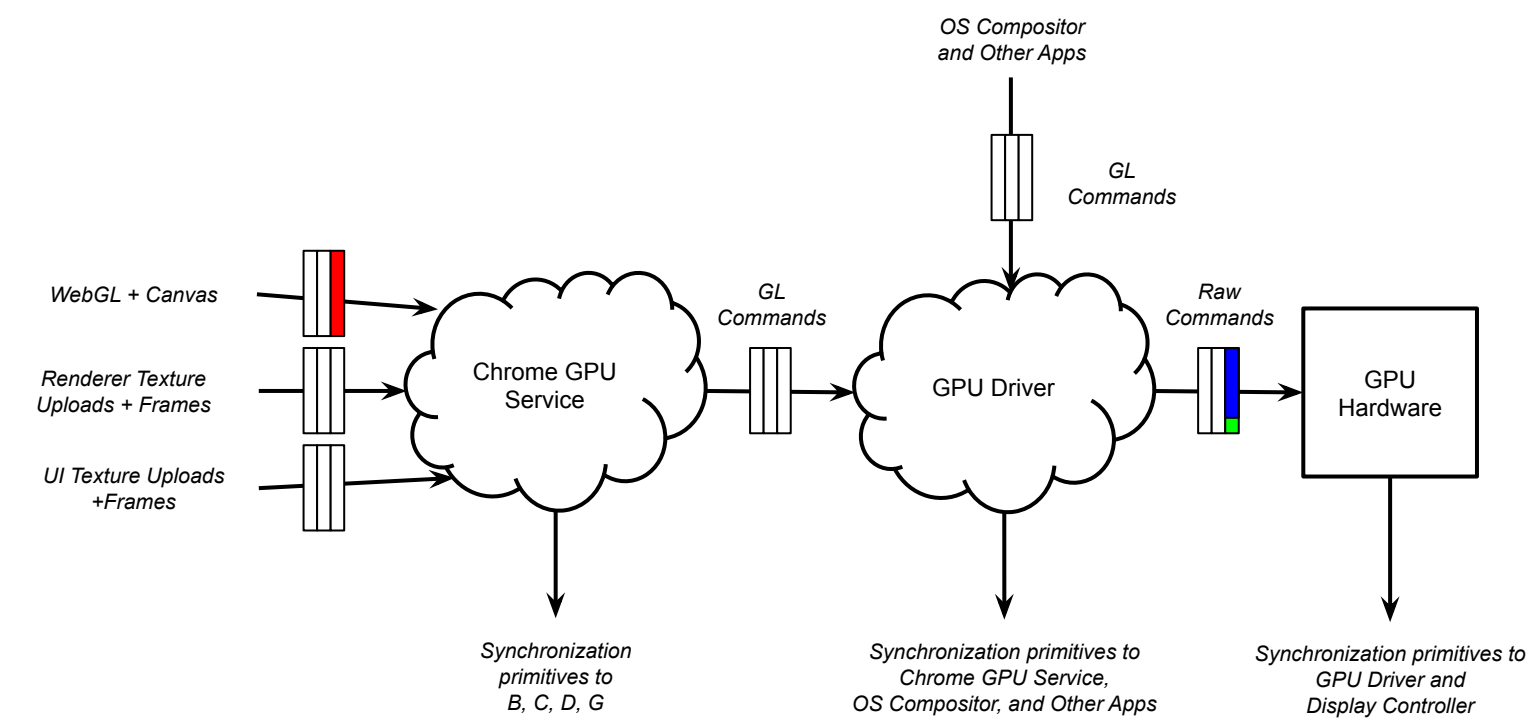 OS Compositor
and Other Apps
GL
Commands
WebGL + Canvas
Renderer Texture
Uploads + Frames
UI Texture Uploads
+Frames
Chrome GPU
Service
GL
Commands
GPU Driver
Raw
Commands
GPU
Hardware
Synchronization
primitives to
B, C, D, G
Synchronization primitives to
Chrome GPU Service,
OS Compositor, and Other Apps
Synchronization primitives to
GPU Driver and
Display Controller